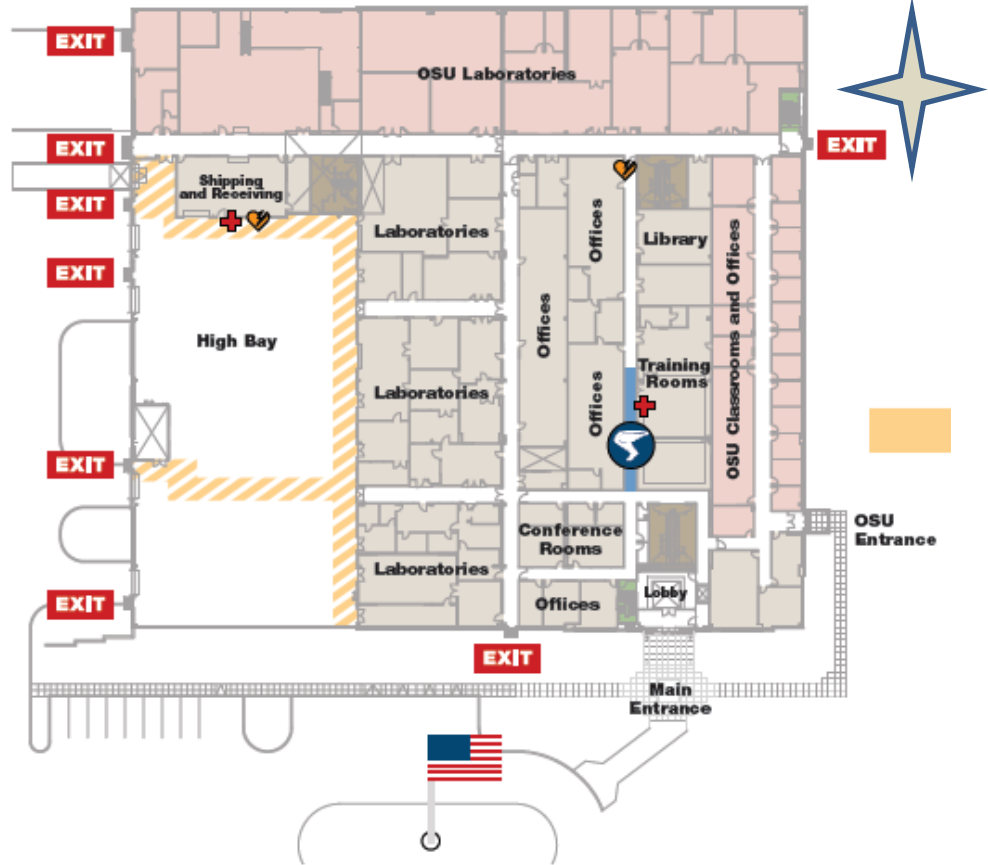 EXIT
OSU Laboratories
EXIT
EXIT
Shipping
and Receiving
EXIT
Laboratories
Offices
Library
EXIT
High Bay
Offices
OSU Classrooms and Offices
Training
Rooms
Laboratories
Offices
EXIT
OSU
Entrance
Conference
Rooms
Laboratories
Lobby
EXIT
Offices
EXIT
Main
Entrance